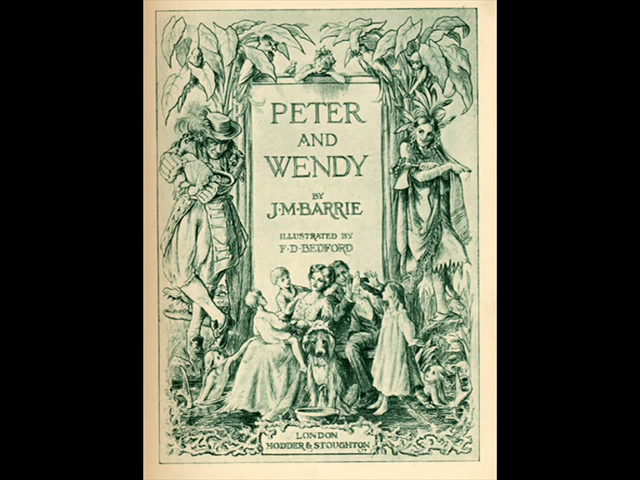 PETER
AND
WENDY
BY
J·M·BARRIE
ILLUSTRATED BY
F·D·BEDFORD
LONDON
HODDER & STOUGHTON